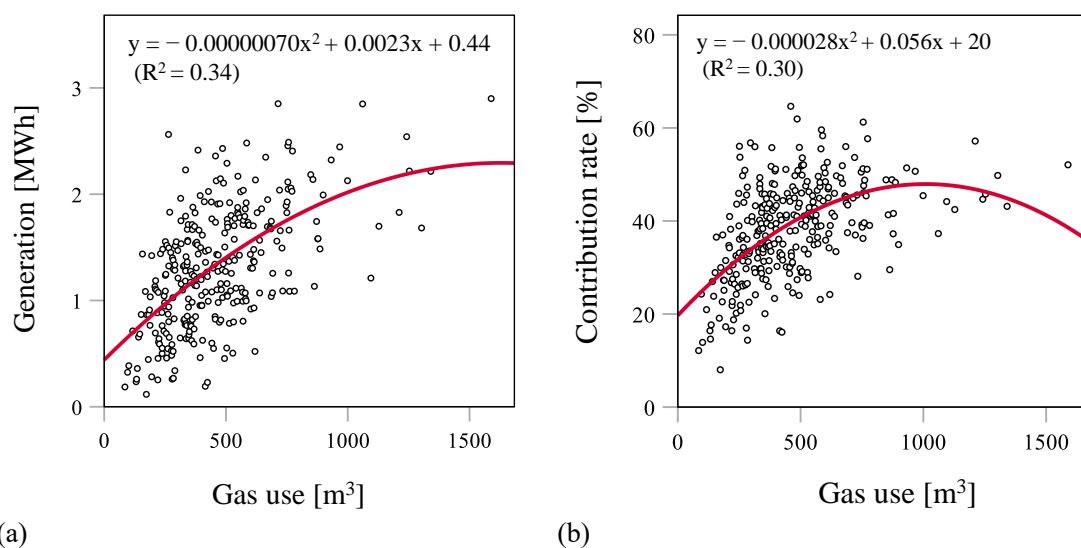 y = − 0.00000070x² + 0.0023x + 0.44
(R² = 0.34)
Generation [MWh]
3
2
1
0
0 500 1000 1500
Gas use [m³]
(a)
y = − 0.000028x² + 0.056x + 20
(R² = 0.30)
Contribution rate [%]
80
60
40
20
0
0 500 1000 1500
Gas use [m³]
(b)